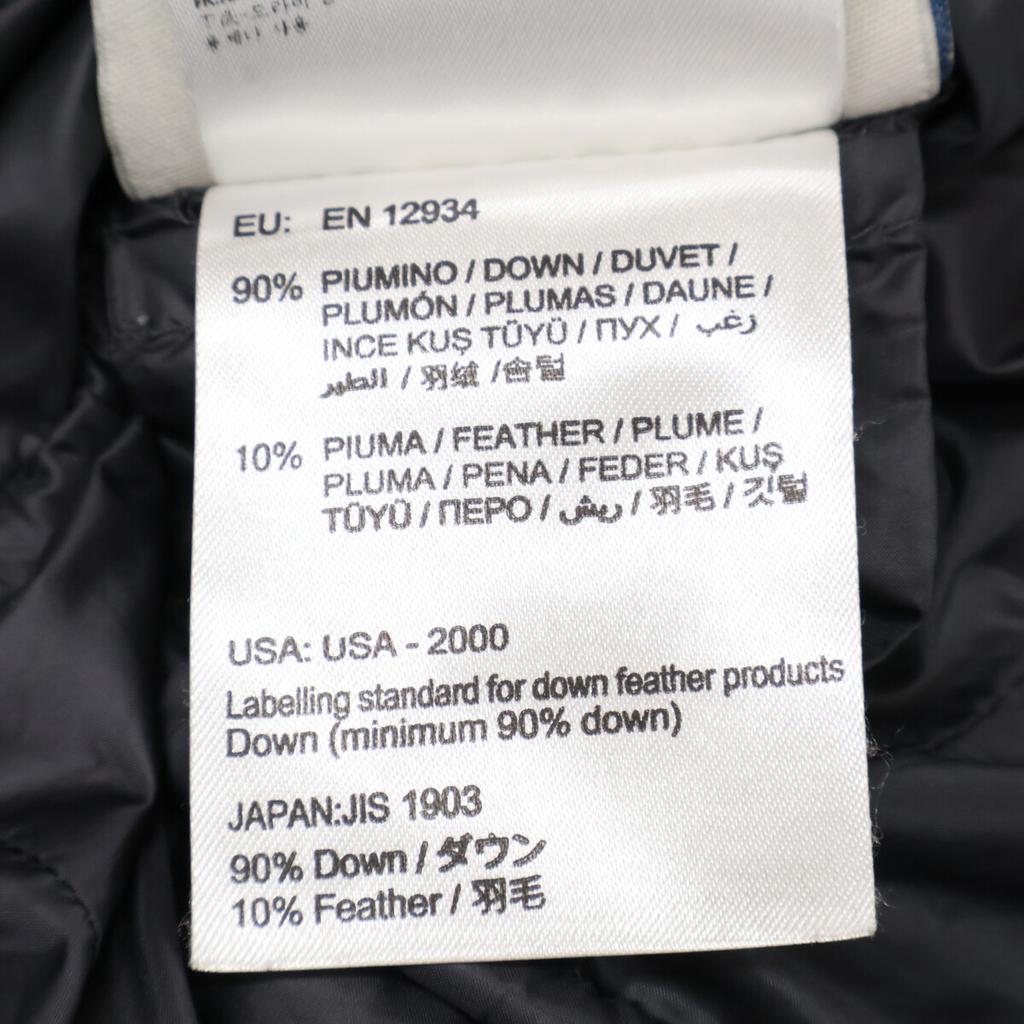 EU: EN 12934
90% PIUMINO / DOWN / DUVET /
PLUMÓN / PLUMAS / DAUNE /
INCE KUŞ TÜYÜ / ПУХ / زغب
الطيور / 羽绒 / 솜털
10% PIUMA / FEATHER / PLUME /
PLUMA / PENA / FEDER / KUŞ
TÜYÜ / ПЕРО / ريش / 羽毛 / 깃털
USA: USA - 2000
Labelling standard for down feather products
Down (minimum 90% down)
JAPAN:JIS 1903
90% Down / ダウン
10% Feather / 羽毛